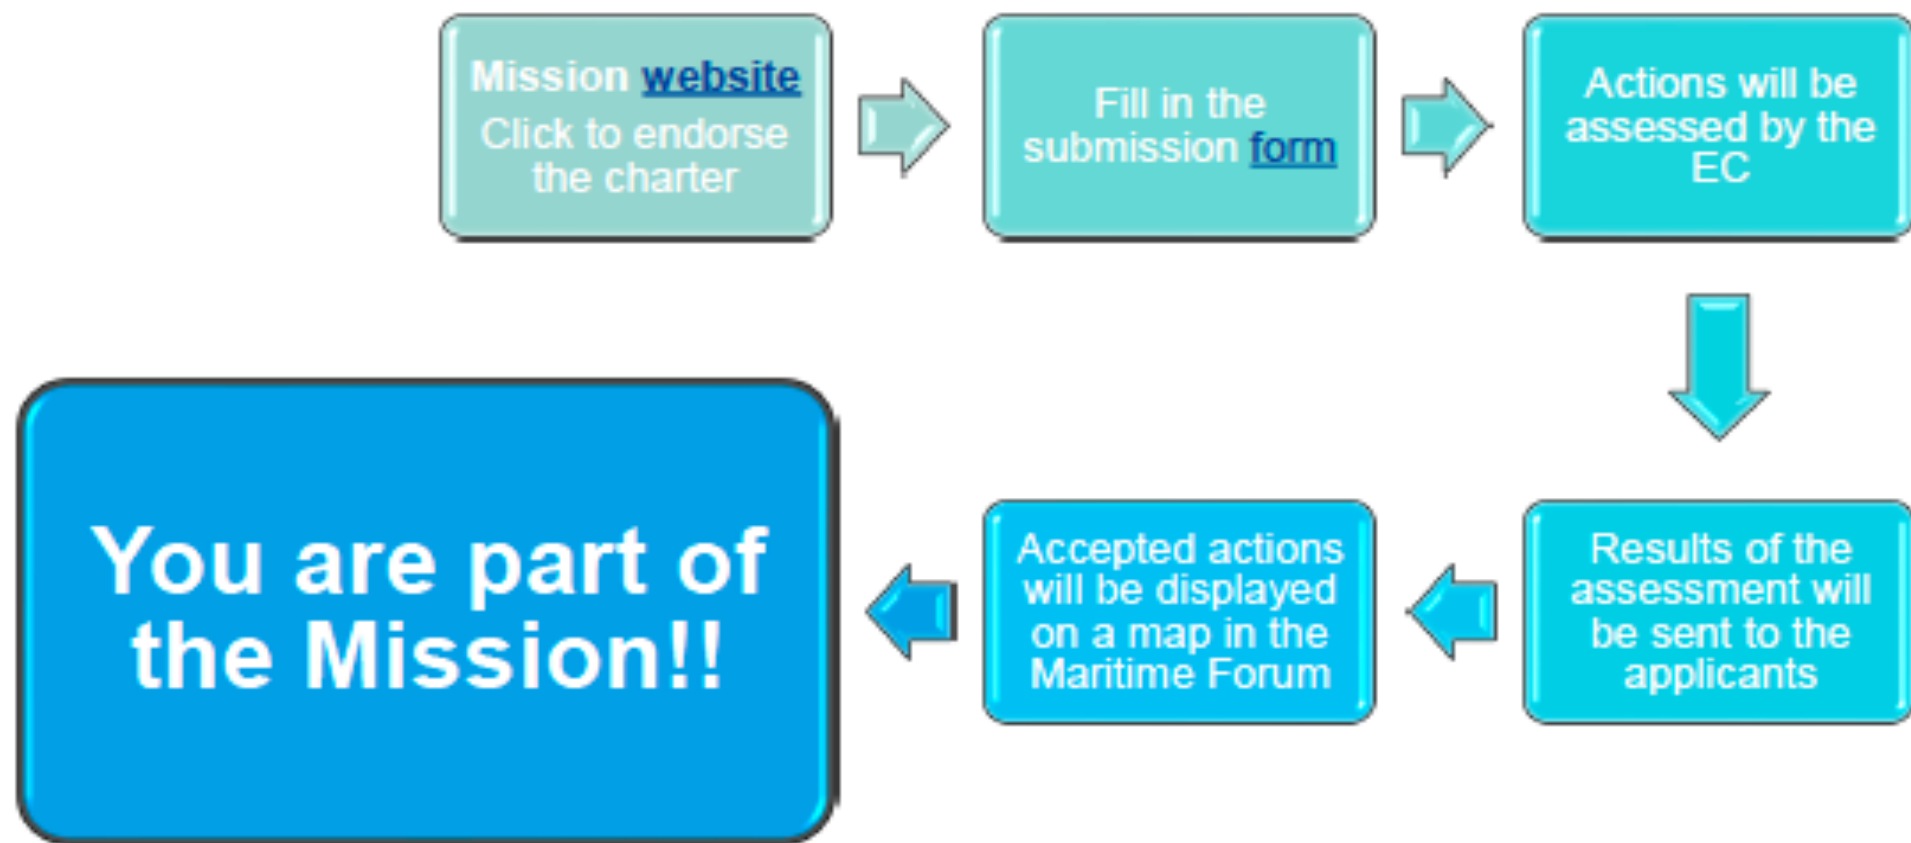 Mission website
Click to endorse
the charter
Fill in the
submission form
Actions will be
assessed by the
EC
Results of the
assessment will
be sent to the
applicants
Accepted actions
will be displayed
on a map in the
Maritime Forum
You are part of
the Mission!!